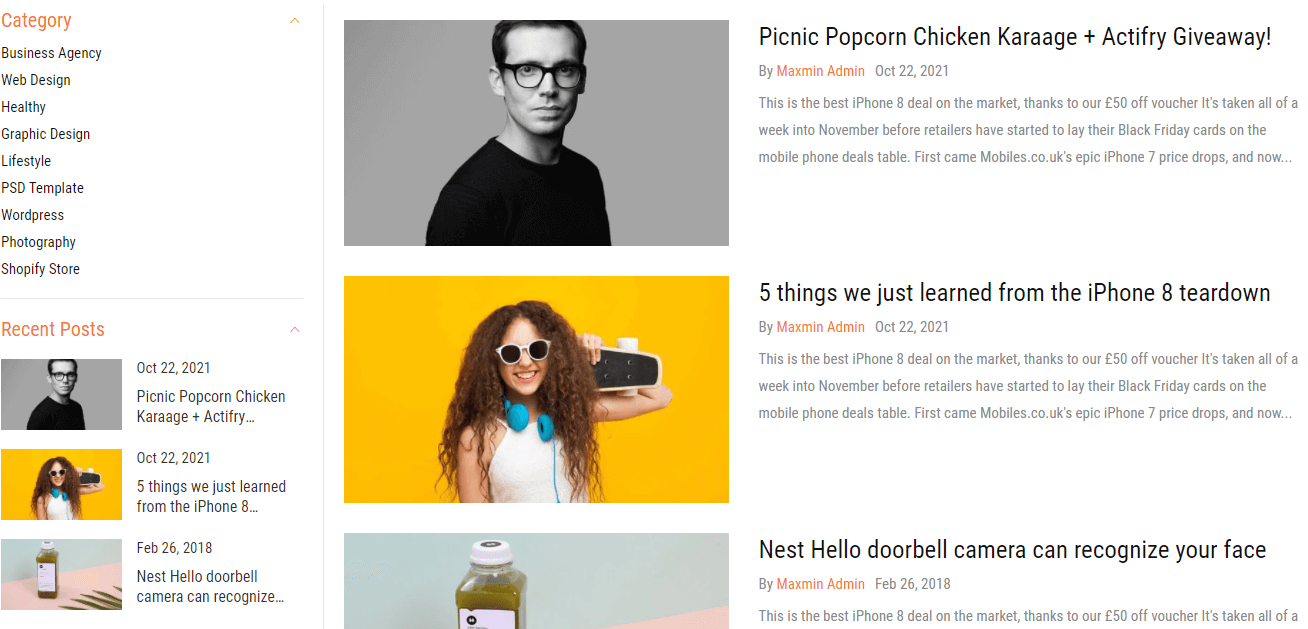 Category
Business Agency
Web Design
Healthy
Graphic Design
Lifestyle
PSD Template
Wordpress
Photography
Shopify Store
Recent Posts
Oct 22, 2021
Picnic Popcorn Chicken
Karaage + Actifry...
Oct 22, 2021
5 things we just learned
from the iPhone 8...
Feb 26, 2018
Nest Hello doorbell
camera can recognize...
Picnic Popcorn Chicken Karaage + Actifry Giveaway!
By Maxmin Admin Oct 22, 2021
This is the best iPhone 8 deal on the market, thanks to our £50 off voucher It's taken all of a
week into November before retailers have started to lay their Black Friday cards on the
mobile phone deals table. First came Mobiles.co.uk's epic iPhone 7 price drops, and now...
5 things we just learned from the iPhone 8 teardown
By Maxmin Admin Oct 22, 2021
This is the best iPhone 8 deal on the market, thanks to our £50 off voucher It's taken all of a
week into November before retailers have started to lay their Black Friday cards on the
mobile phone deals table. First came Mobiles.co.uk's epic iPhone 7 price drops, and now...
Nest Hello doorbell camera can recognize your face
By Maxmin Admin Feb 26, 2018
This is the best iPhone 8 deal on the market, thanks to our £50 off voucher It's taken all of a